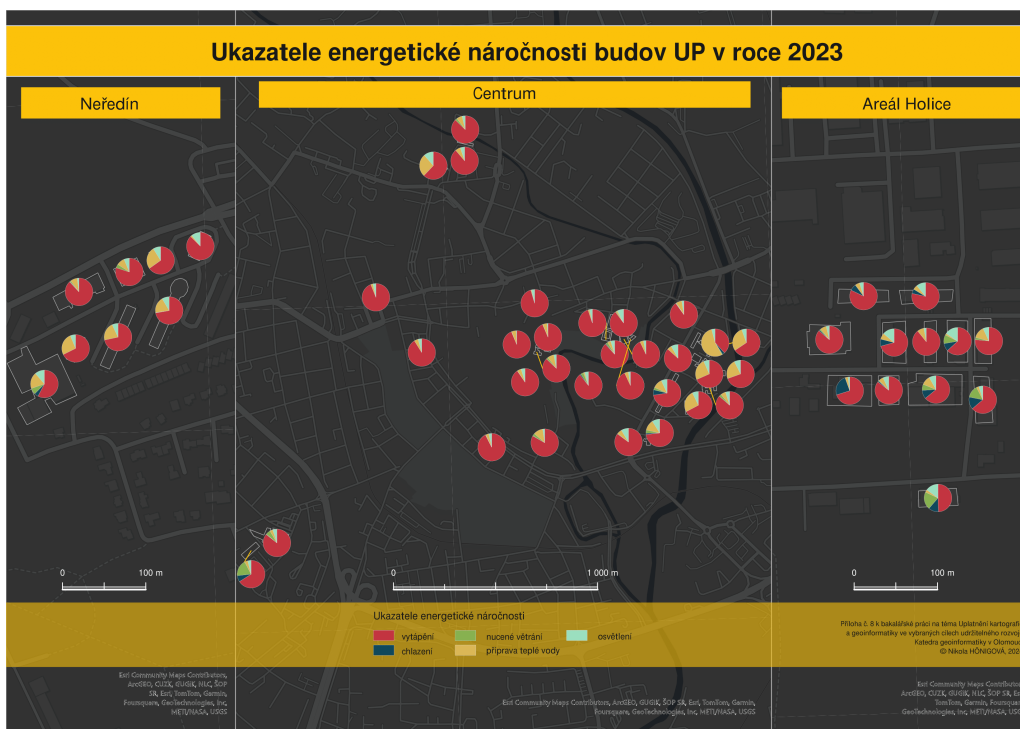 Ukazatele energetické náročnosti budov UP v roce 2023
Neředín
Centrum
Areál Holice
0 100 m
0 1 000 m
0 100 m
Ukazatele energetické náročnosti
vytápění
nucené větrání
osvětlení
chlazení
příprava teplé vody
Příloha č. 8 k bakalářské práci na téma Uplatnění kartografi
a geoinformatiky ve vybraných cílech udržitelného rozvoj
Katedra geoinformatiky v Olomouc
© Nikola HÖNIGOVÁ, 202
Esri Community Maps Contributors,
ArcGEO, CUZK, GUGiK, NLC, ŠOP
SR, Esri, TomTom, Garmin,
Foursquare, GeoTechnologies, Inc,
METI/NASA, USGS
Esri Community Maps Contributors, ArcGEO, GUGiK, ŠOP SR, Esri, TomTom, Garmin,
Foursquare, GeoTechnologies, Inc, METI/NASA, USGS
Esri Community Maps Contributor
ArcGEO, CUZK, GUGiK, NLC, ŠOP SR, Es
TomTom, Garmin, Foursquare,
GeoTechnologies, Inc, METI/NASA, USG